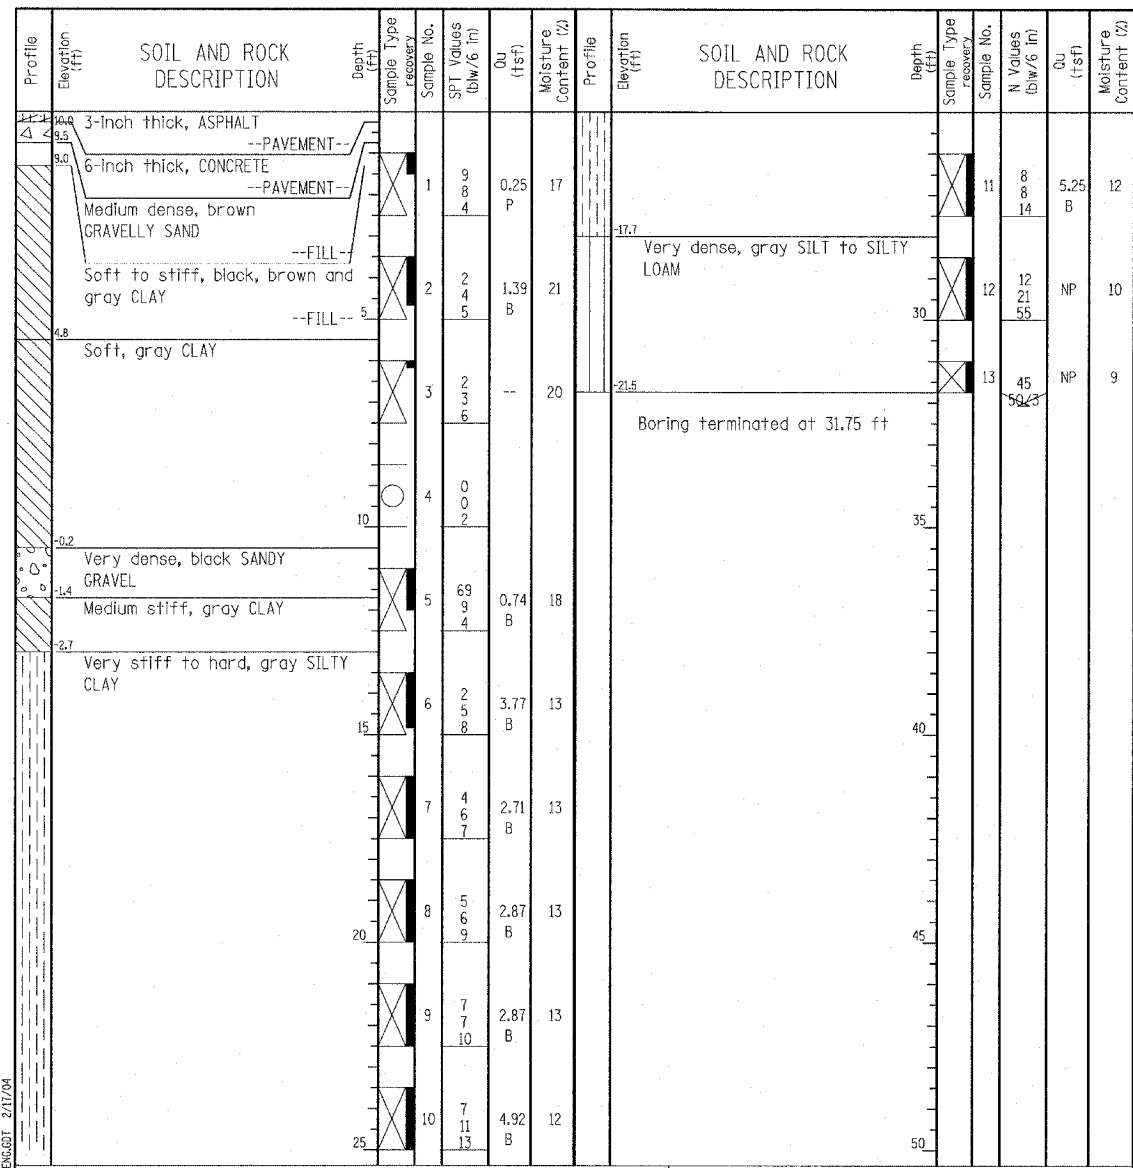 Profile
Elevation (ft)
SOIL AND ROCK DESCRIPTION
Depth (ft)
Sample Type
recovery
Sample No.
SPT Values (blw/6 in)
Qu (tsf)
Moisture Content (%)
Profile
Elevation (ft)
SOIL AND ROCK DESCRIPTION
Depth (ft)
Sample Type
recovery
Sample No.
N Values (blw/6 in)
Qu (tsf)
Moisture Content (%)
10.0 3-inch thick, ASPHALT
9.5 --PAVEMENT--
9.0 6-inch thick, CONCRETE
--PAVEMENT--
1 9 8 4 0.25 P 17
Medium dense, brown
GRAVELLY SAND
--FILL--
Soft to stiff, black, brown and
gray CLAY
2 2 4 5 1.39 B 21
--FILL-- 5
4.8
Soft, gray CLAY
3 2 3 6 -- 20
4 0 0 2
10
-0.2
Very dense, black SANDY
GRAVEL
-1.4
5 69 9 4 0.74 B 18
Medium stiff, gray CLAY
-2.7
Very stiff to hard, gray SILTY
CLAY
6 2 5 8 3.77 B 13
15
7 4 6 7 2.71 B 13
8 5 6 9 2.87 B 13
20
9 7 7 10 2.87 B 13
10 7 11 13 4.92 B 12
25
11 8 8 14 5.25 B 12
-17.7
Very dense, gray SILT to SILTY
LOAM
12 12 21 55 NP 10
30
13 45 50/3 NP 9
-21.5
Boring terminated at 31.75 ft
35
40
45
50
ENG.GDT 2/17/04